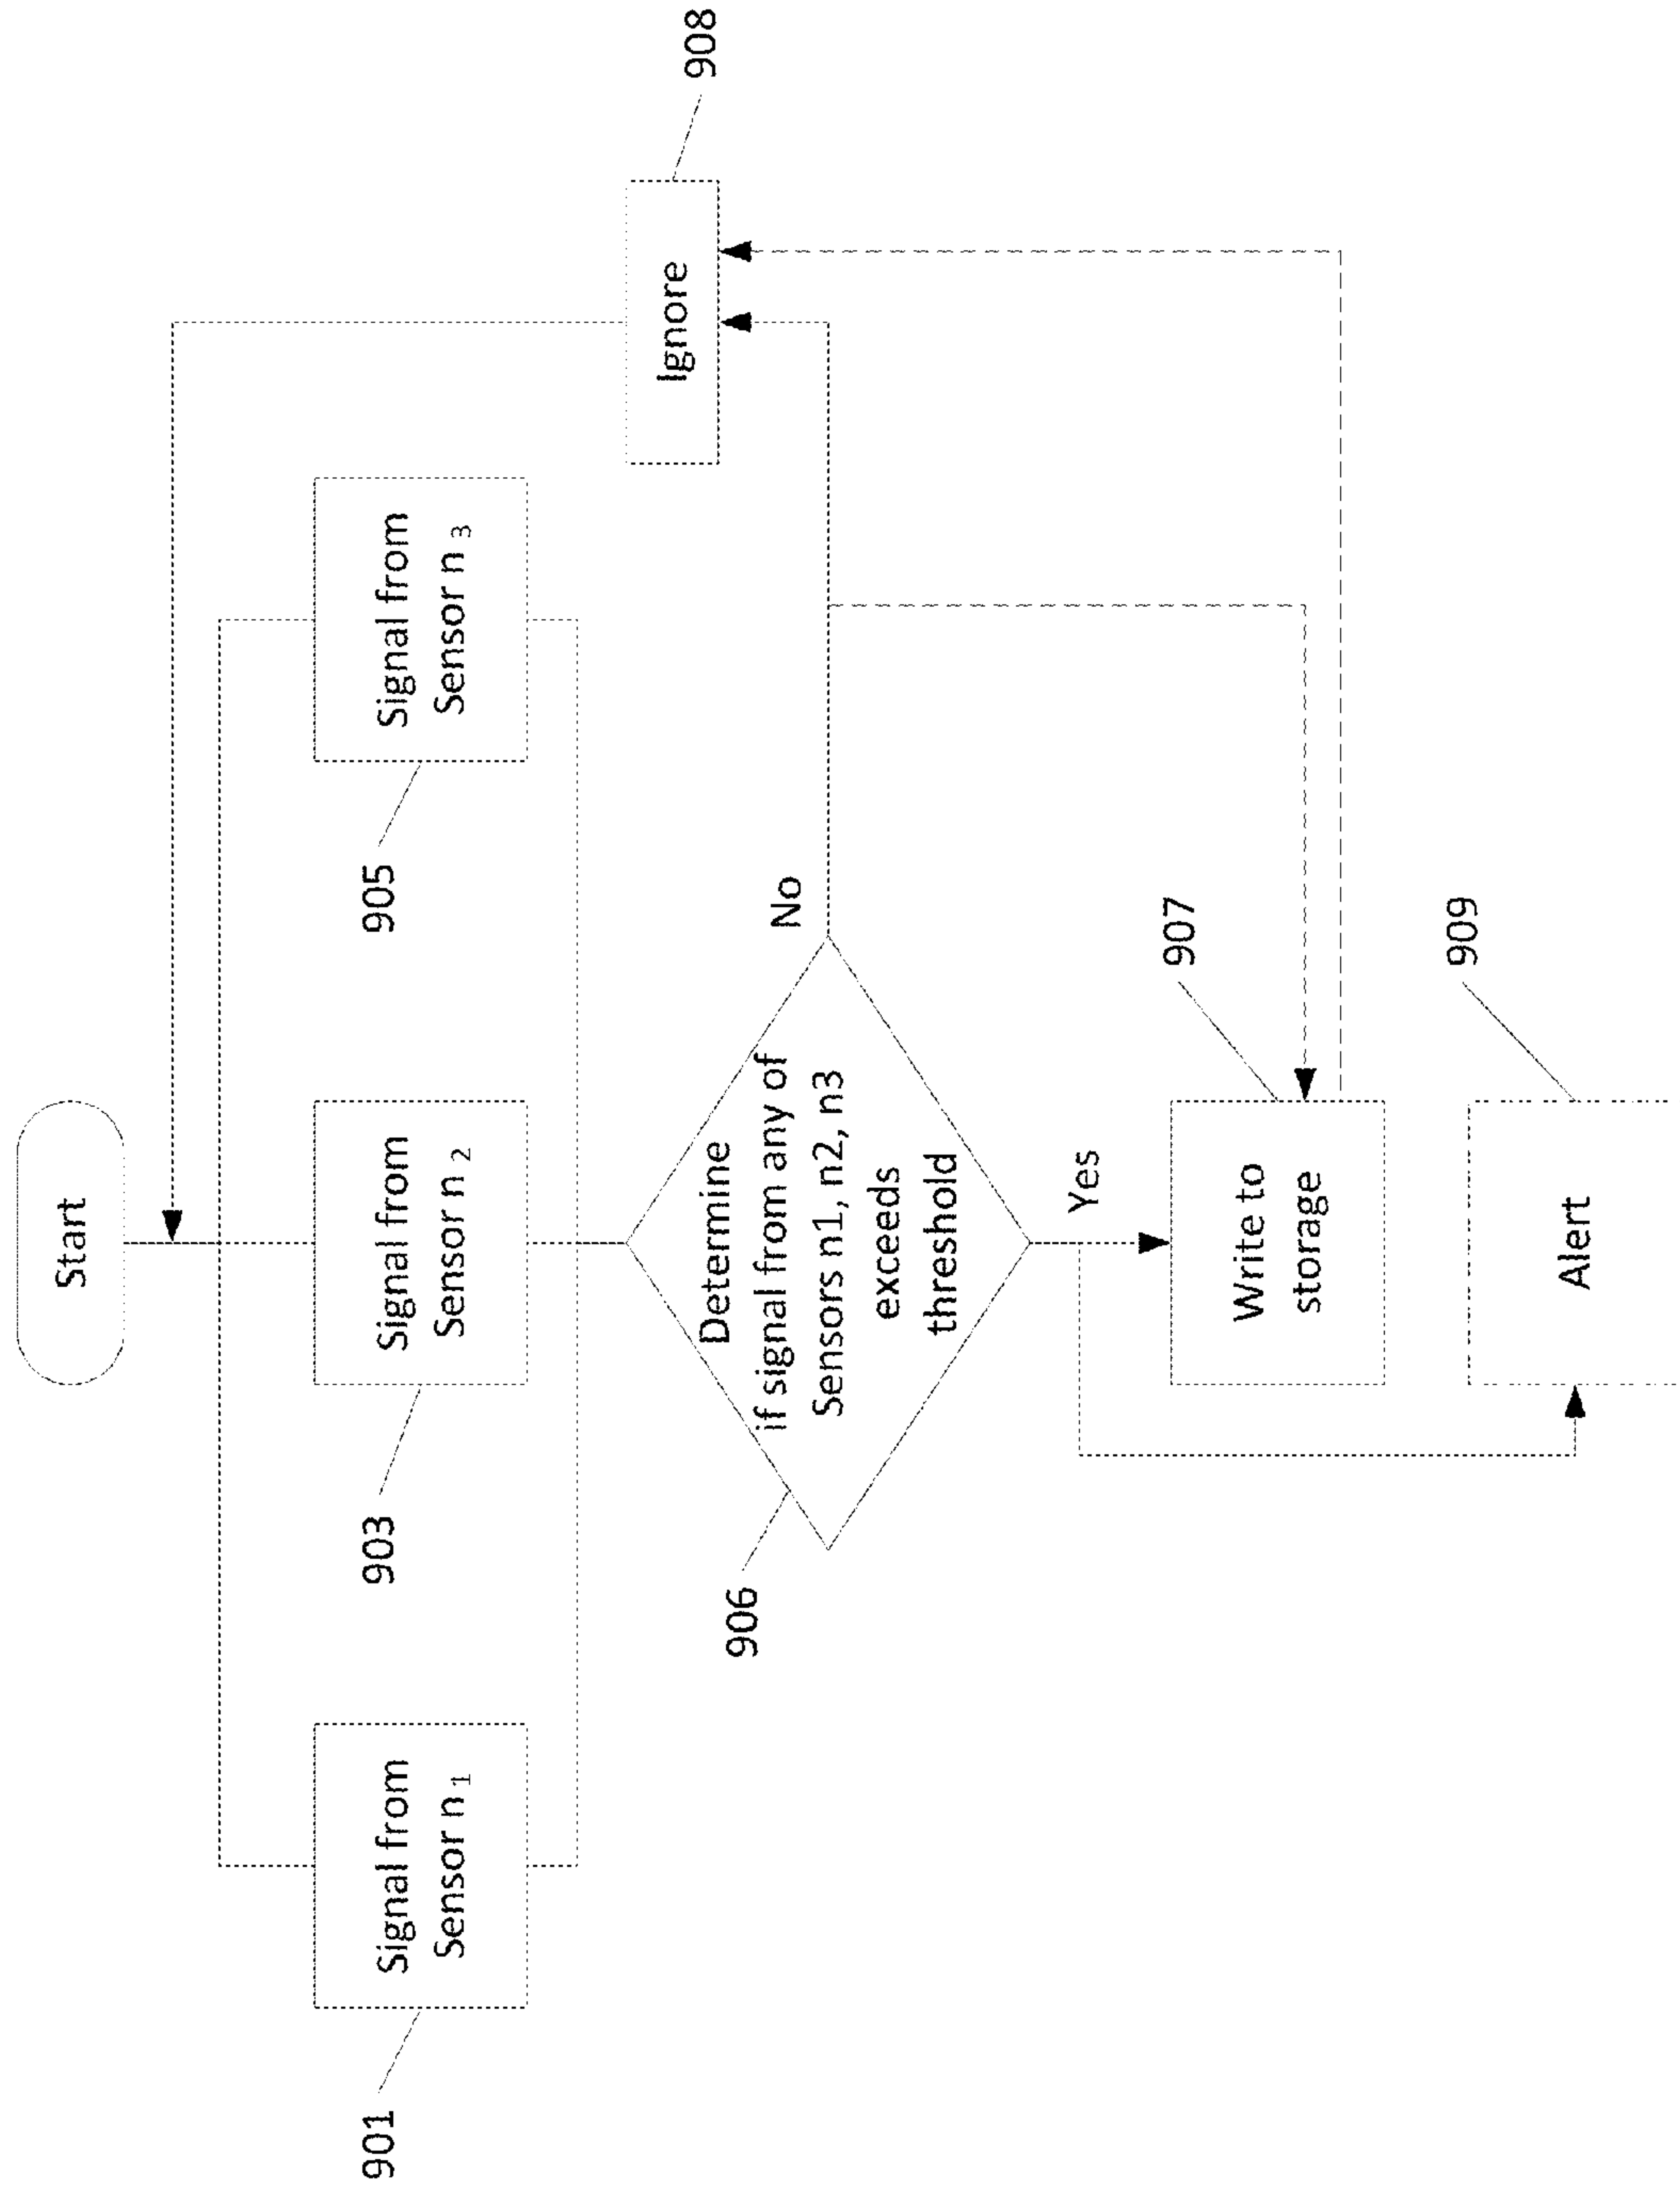 Start
Signal from
Sensor n 1
901
Signal from
Sensor n 2
903
Signal from
Sensor n 3
905
Determine
if signal from any of
Sensors n1, n2, n3
exceeds
threshold
906
No
Ignore
908
Yes
Write to
storage
907
Alert
909